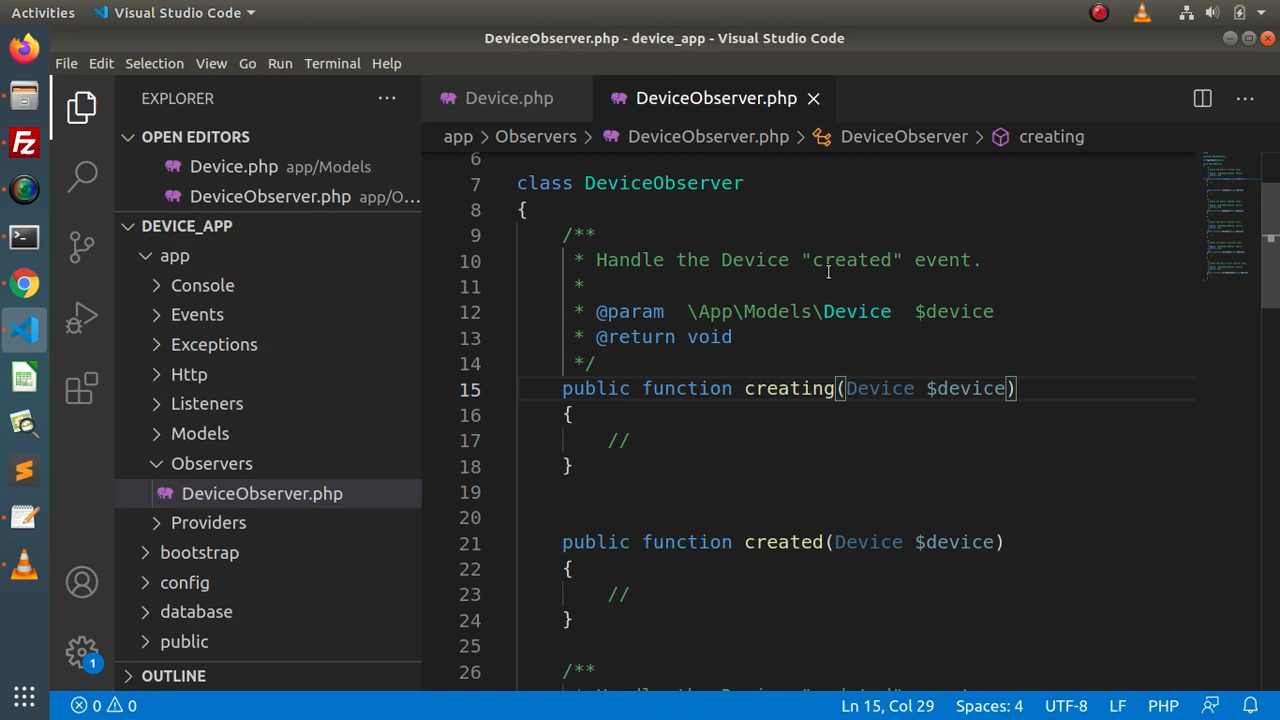 Activities
Visual Studio Code
DeviceObserver.php - device_app - Visual Studio Code
File Edit Selection View Go Run Terminal Help
EXPLORER
Device.php
DeviceObserver.php
OPEN EDITORS
app > Observers > DeviceObserver.php > DeviceObserver > creating
Device.php app/Models
DeviceObserver.php app/O...
DEVICE_APP
app
Console
Events
Exceptions
Http
Listeners
Models
Observers
DeviceObserver.php
Providers
bootstrap
config
database
public
OUTLINE
6
7 class DeviceObserver
8 {
9 /**
10 * Handle the Device "created" event.
11 *
12 * @param \App\Models\Device $device
13 * @return void
14 */
15 public function creating(Device $device)
16 {
17 //
18 }
19
20
21 public function created(Device $device)
22 {
23 //
24 }
25
26 /**
1
0 0 Ln 15, Col 29 Spaces: 4 UTF-8 LF PHP